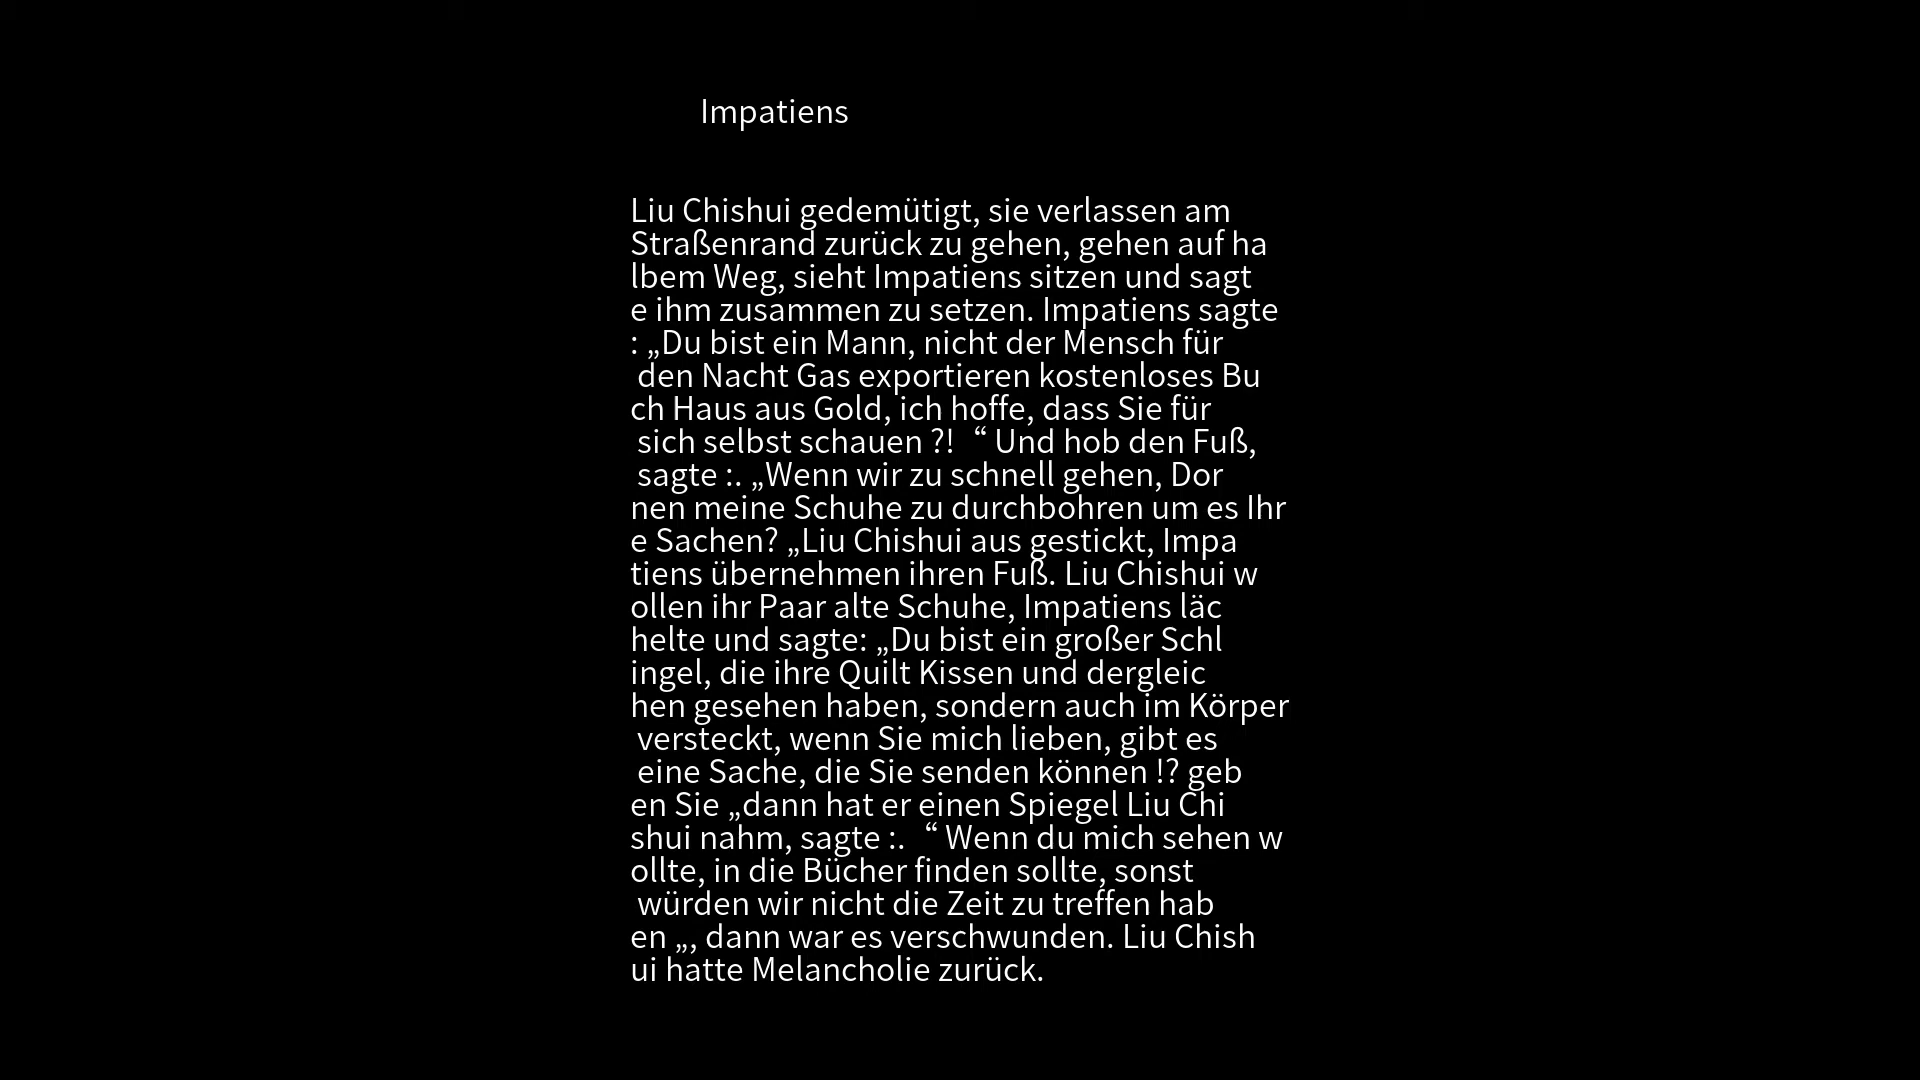 Impatiens
Liu Chishui gedemütigt, sie verlassen am
Straßenrand zurück zu gehen, gehen auf ha
lbem Weg, sieht Impatiens sitzen und sagt
e ihm zusammen zu setzen. Impatiens sagte
: „Du bist ein Mann, nicht der Mensch für
den Nacht Gas exportieren kostenloses Bu
ch Haus aus Gold, ich hoffe, dass Sie für
sich selbst schauen ?! “ Und hob den Fuß,
sagte :. „Wenn wir zu schnell gehen, Dor
nen meine Schuhe zu durchbohren um es Ihr
e Sachen? „Liu Chishui aus gestickt, Impa
tiens übernehmen ihren Fuß. Liu Chishui w
ollen ihr Paar alte Schuhe, Impatiens läc
helte und sagte: „Du bist ein großer Schl
ingel, die ihre Quilt Kissen und dergleic
hen gesehen haben, sondern auch im Körper
versteckt, wenn Sie mich lieben, gibt es
eine Sache, die Sie senden können !? geb
en Sie „dann hat er einen Spiegel Liu Chi
shui nahm, sagte :. “ Wenn du mich sehen w
ollte, in die Bücher finden sollte, sonst
würden wir nicht die Zeit zu treffen hab
en „, dann war es verschwunden. Liu Chish
ui hatte Melancholie zurück.